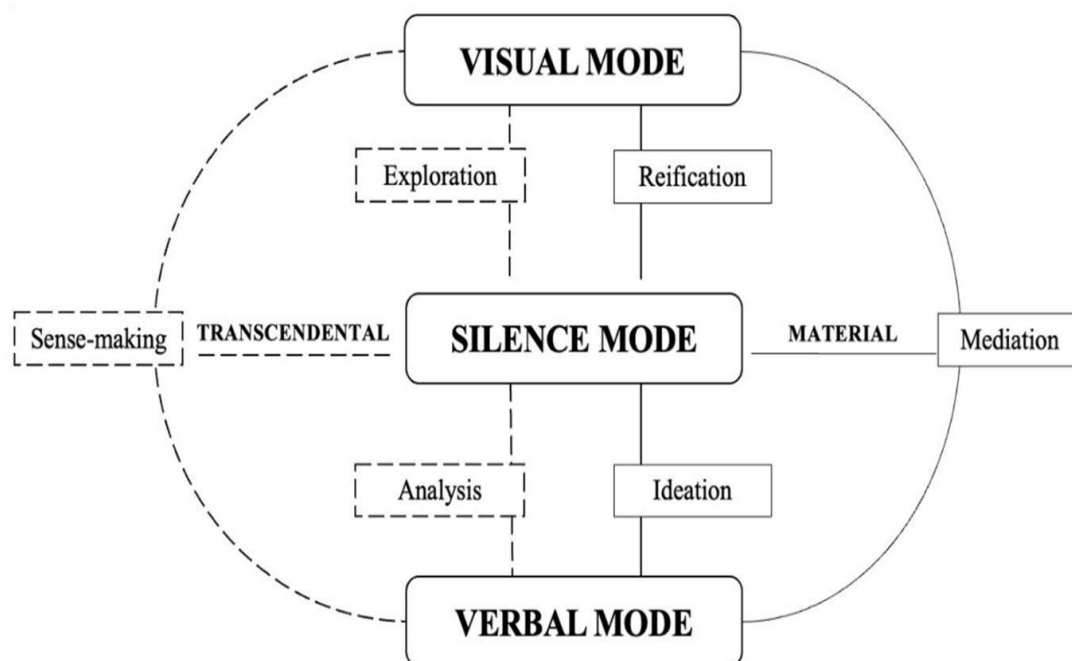 VISUAL MODE
Exploration
Reification
Sense-making
TRANSCENDENTAL
SILENCE MODE
MATERIAL
Mediation
Analysis
Ideation
VERBAL MODE